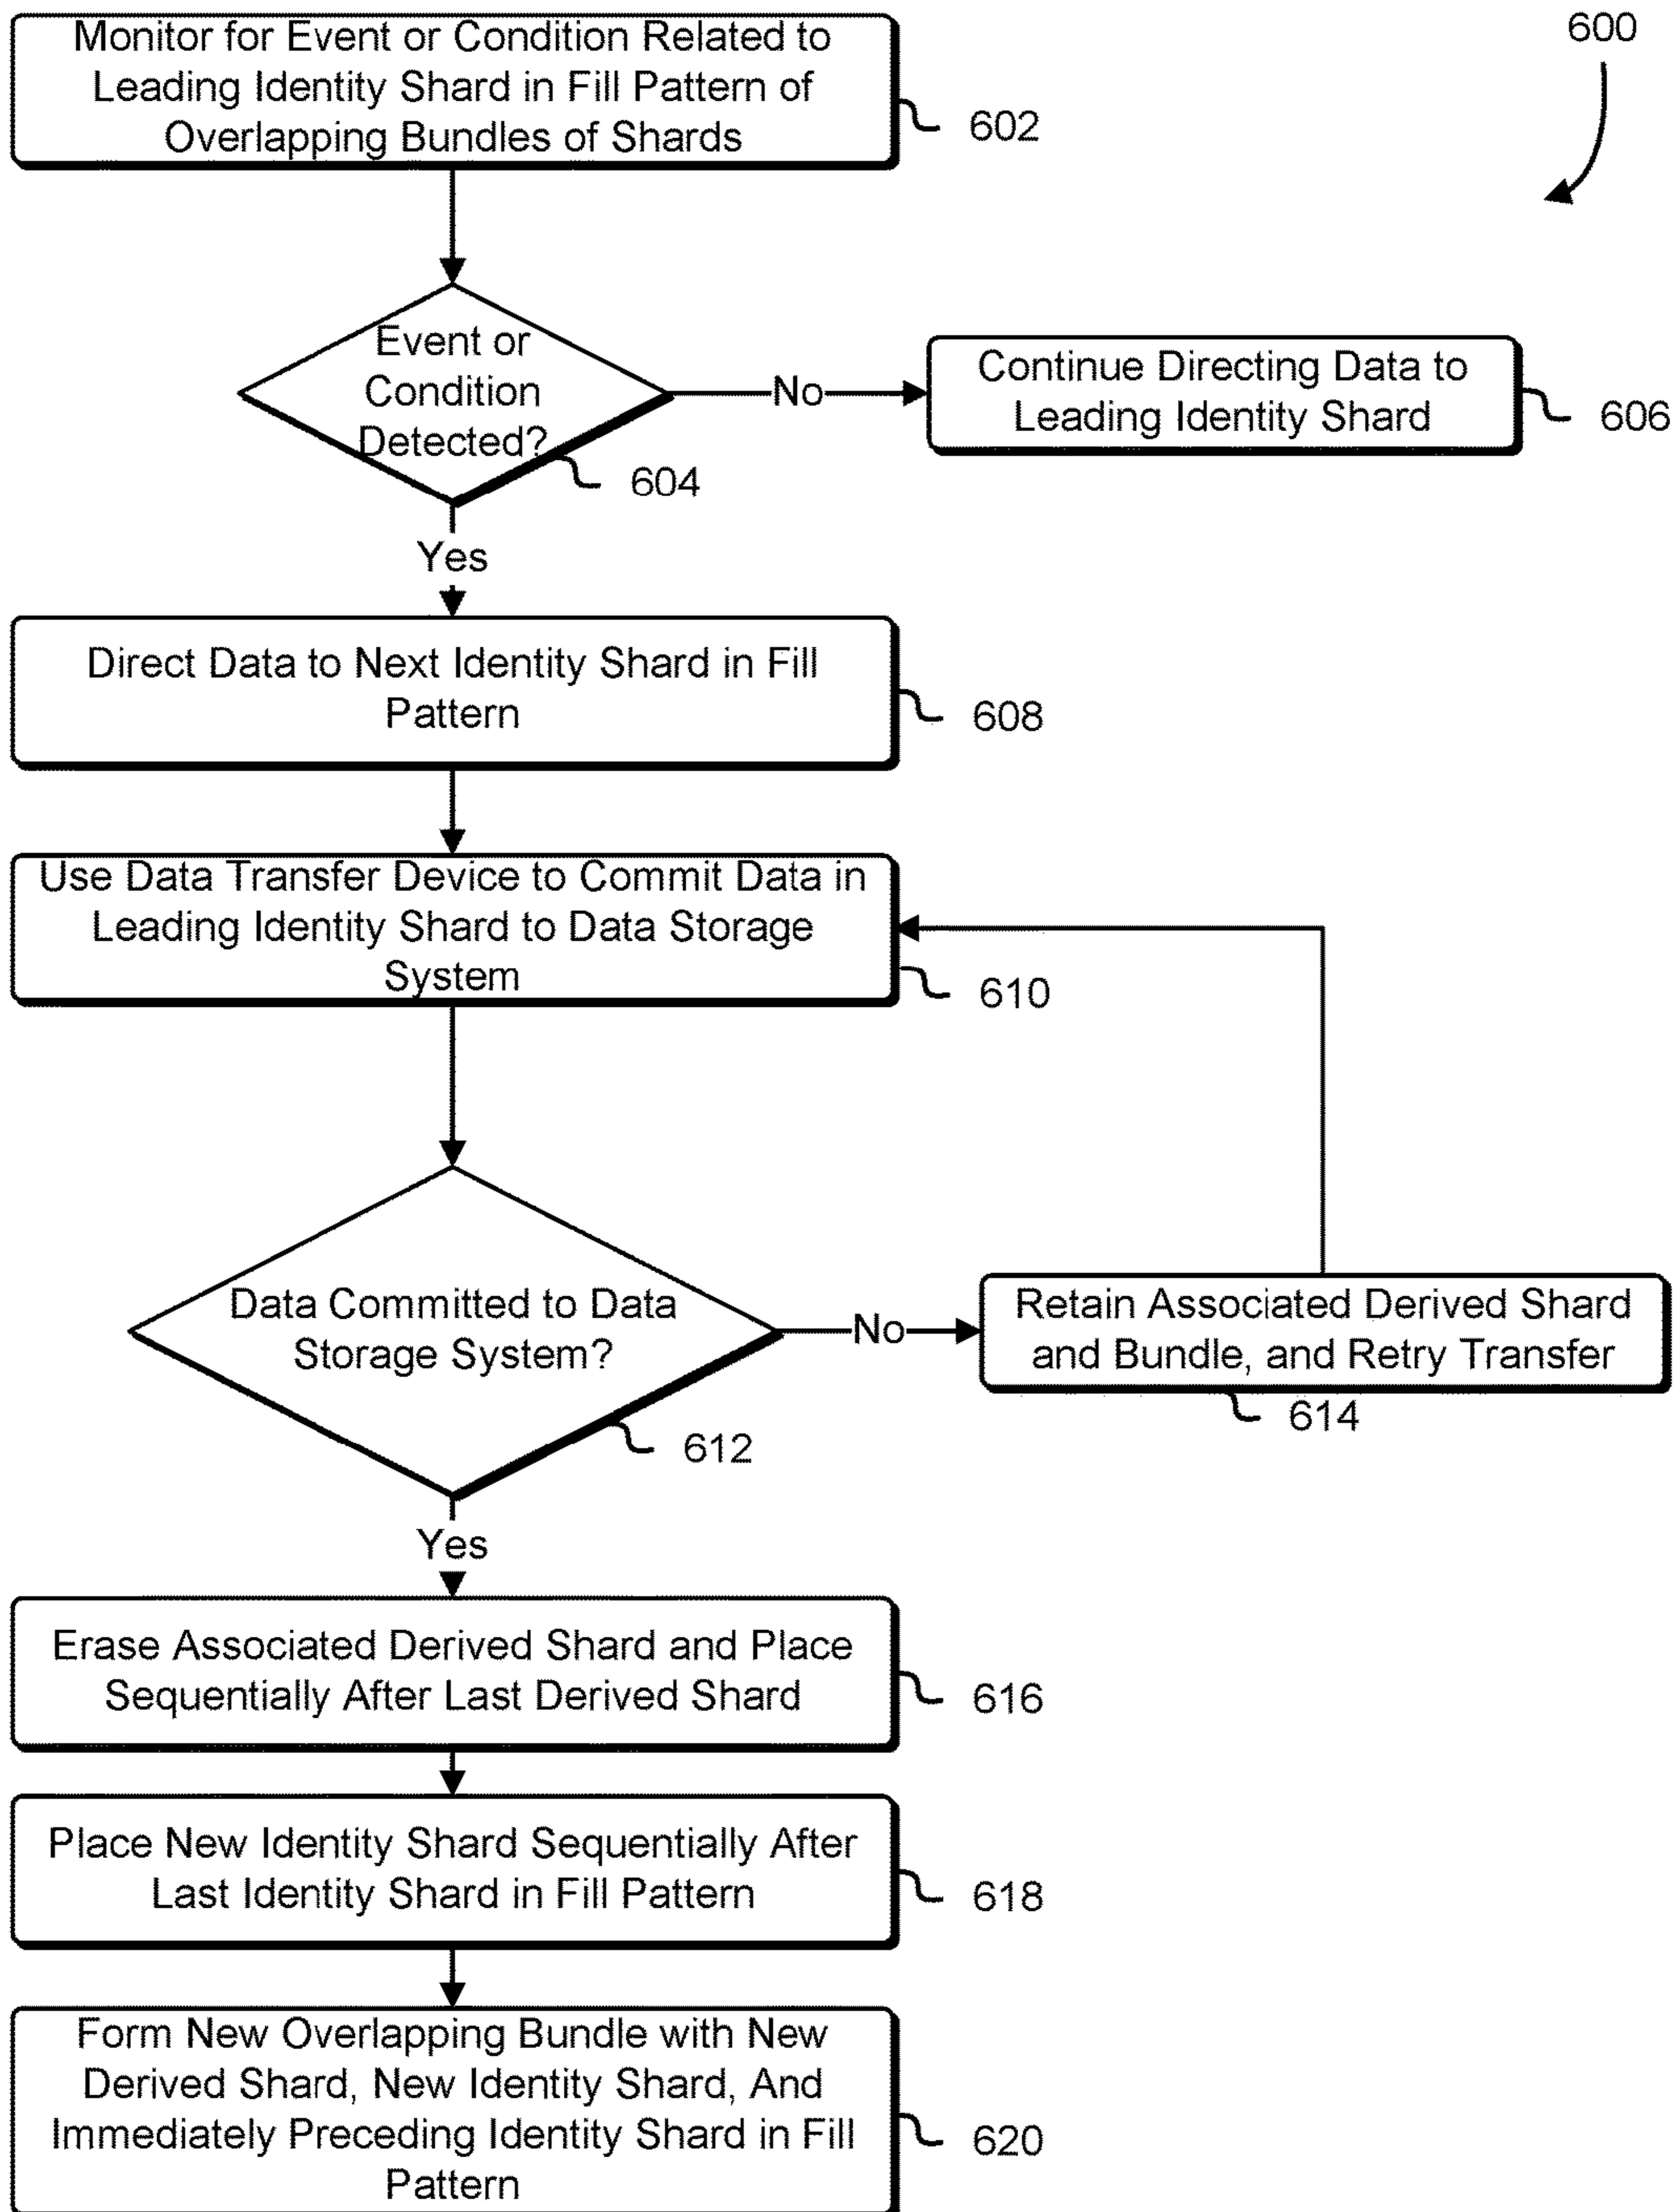 600
Monitor for Event or Condition Related to
Leading Identity Shard in Fill Pattern of
Overlapping Bundles of Shards
602
Event or
Condition
Detected?
604
No
Continue Directing Data to
Leading Identity Shard
606
Yes
Direct Data to Next Identity Shard in Fill
Pattern
608
Use Data Transfer Device to Commit Data in
Leading Identity Shard to Data Storage
System
610
Data Committed to Data
Storage System?
612
No
Retain Associated Derived Shard
and Bundle, and Retry Transfer
614
Yes
Erase Associated Derived Shard and Place
Sequentially After Last Derived Shard
616
Place New Identity Shard Sequentially After
Last Identity Shard in Fill Pattern
618
Form New Overlapping Bundle with New
Derived Shard, New Identity Shard, And
Immediately Preceding Identity Shard in Fill
Pattern
620